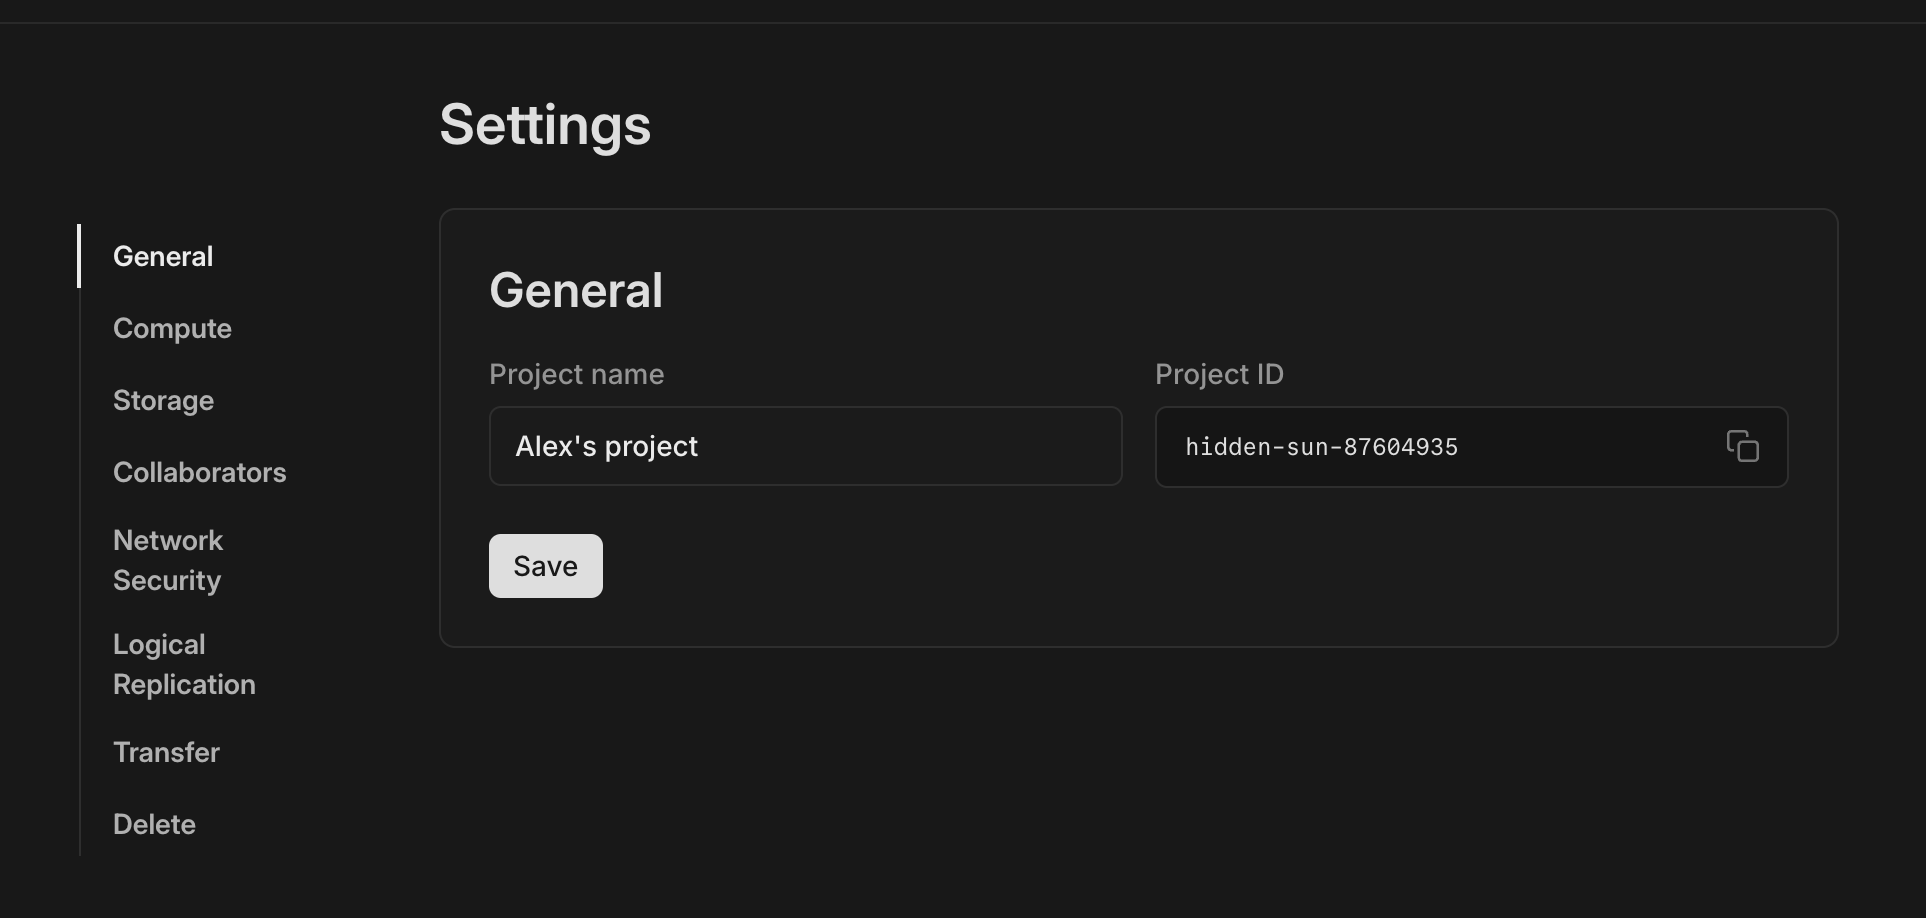 Settings
General
Compute
Storage
Collaborators
Network
Security
Logical
Replication
Transfer
Delete
General
Project name
Alex's project
Project ID
hidden-sun-87604935
Save